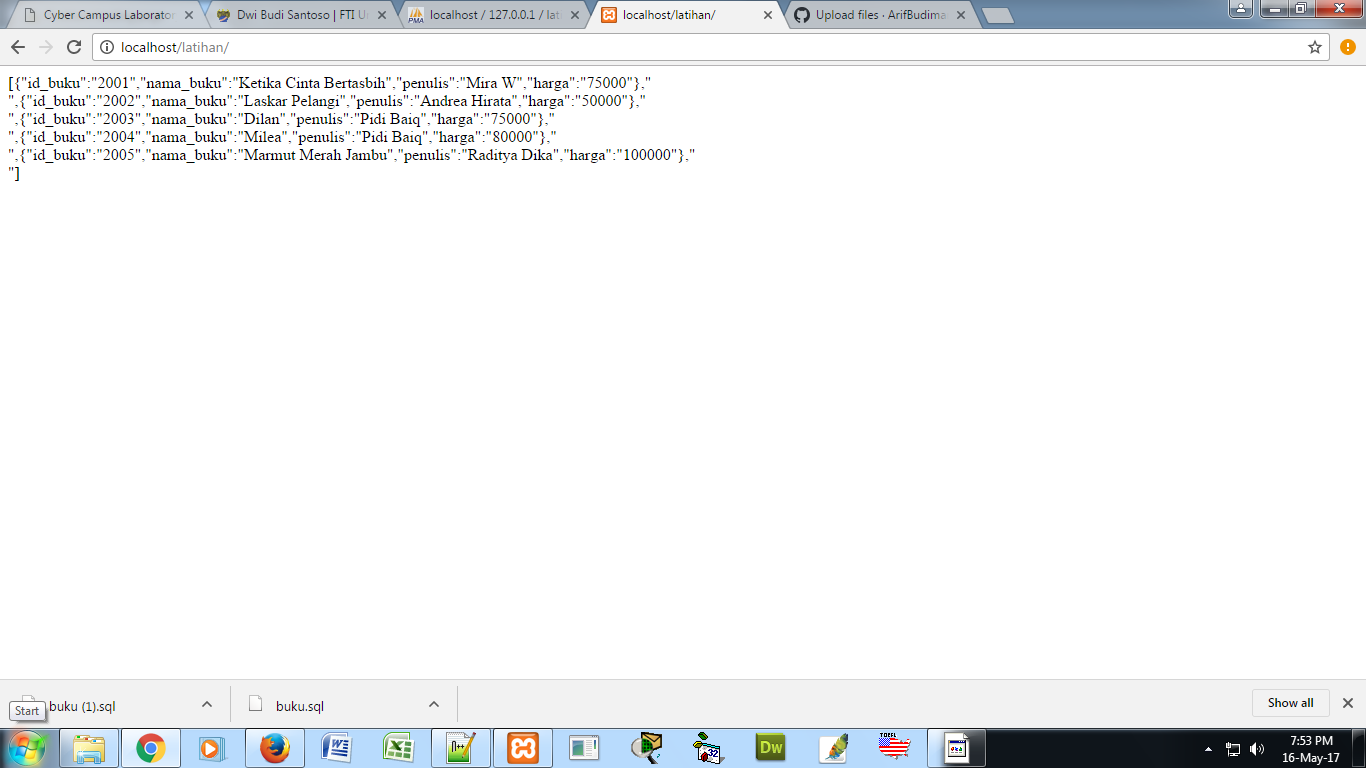 Cyber Campus Laborator
Dwi Budi Santoso | FTI U
localhost / 127.0.0.1 / lat
localhost/latihan/
Upload files · ArifBudima
localhost/latihan/
[{"id_buku":"2001","nama_buku":"Ketika Cinta Bertasbih","penulis":"Mira W","harga":"75000"},"
",{"id_buku":"2002","nama_buku":"Laskar Pelangi","penulis":"Andrea Hirata","harga":"50000"},"
",{"id_buku":"2003","nama_buku":"Dilan","penulis":"Pidi Baiq","harga":"75000"},"
",{"id_buku":"2004","nama_buku":"Milea","penulis":"Pidi Baiq","harga":"80000"},"
",{"id_buku":"2005","nama_buku":"Marmut Merah Jambu","penulis":"Raditya Dika","harga":"100000"},"
"]
buku (1).sql
buku.sql
Show all
Start
Dw
TOEFL
7:53 PM
16-May-17